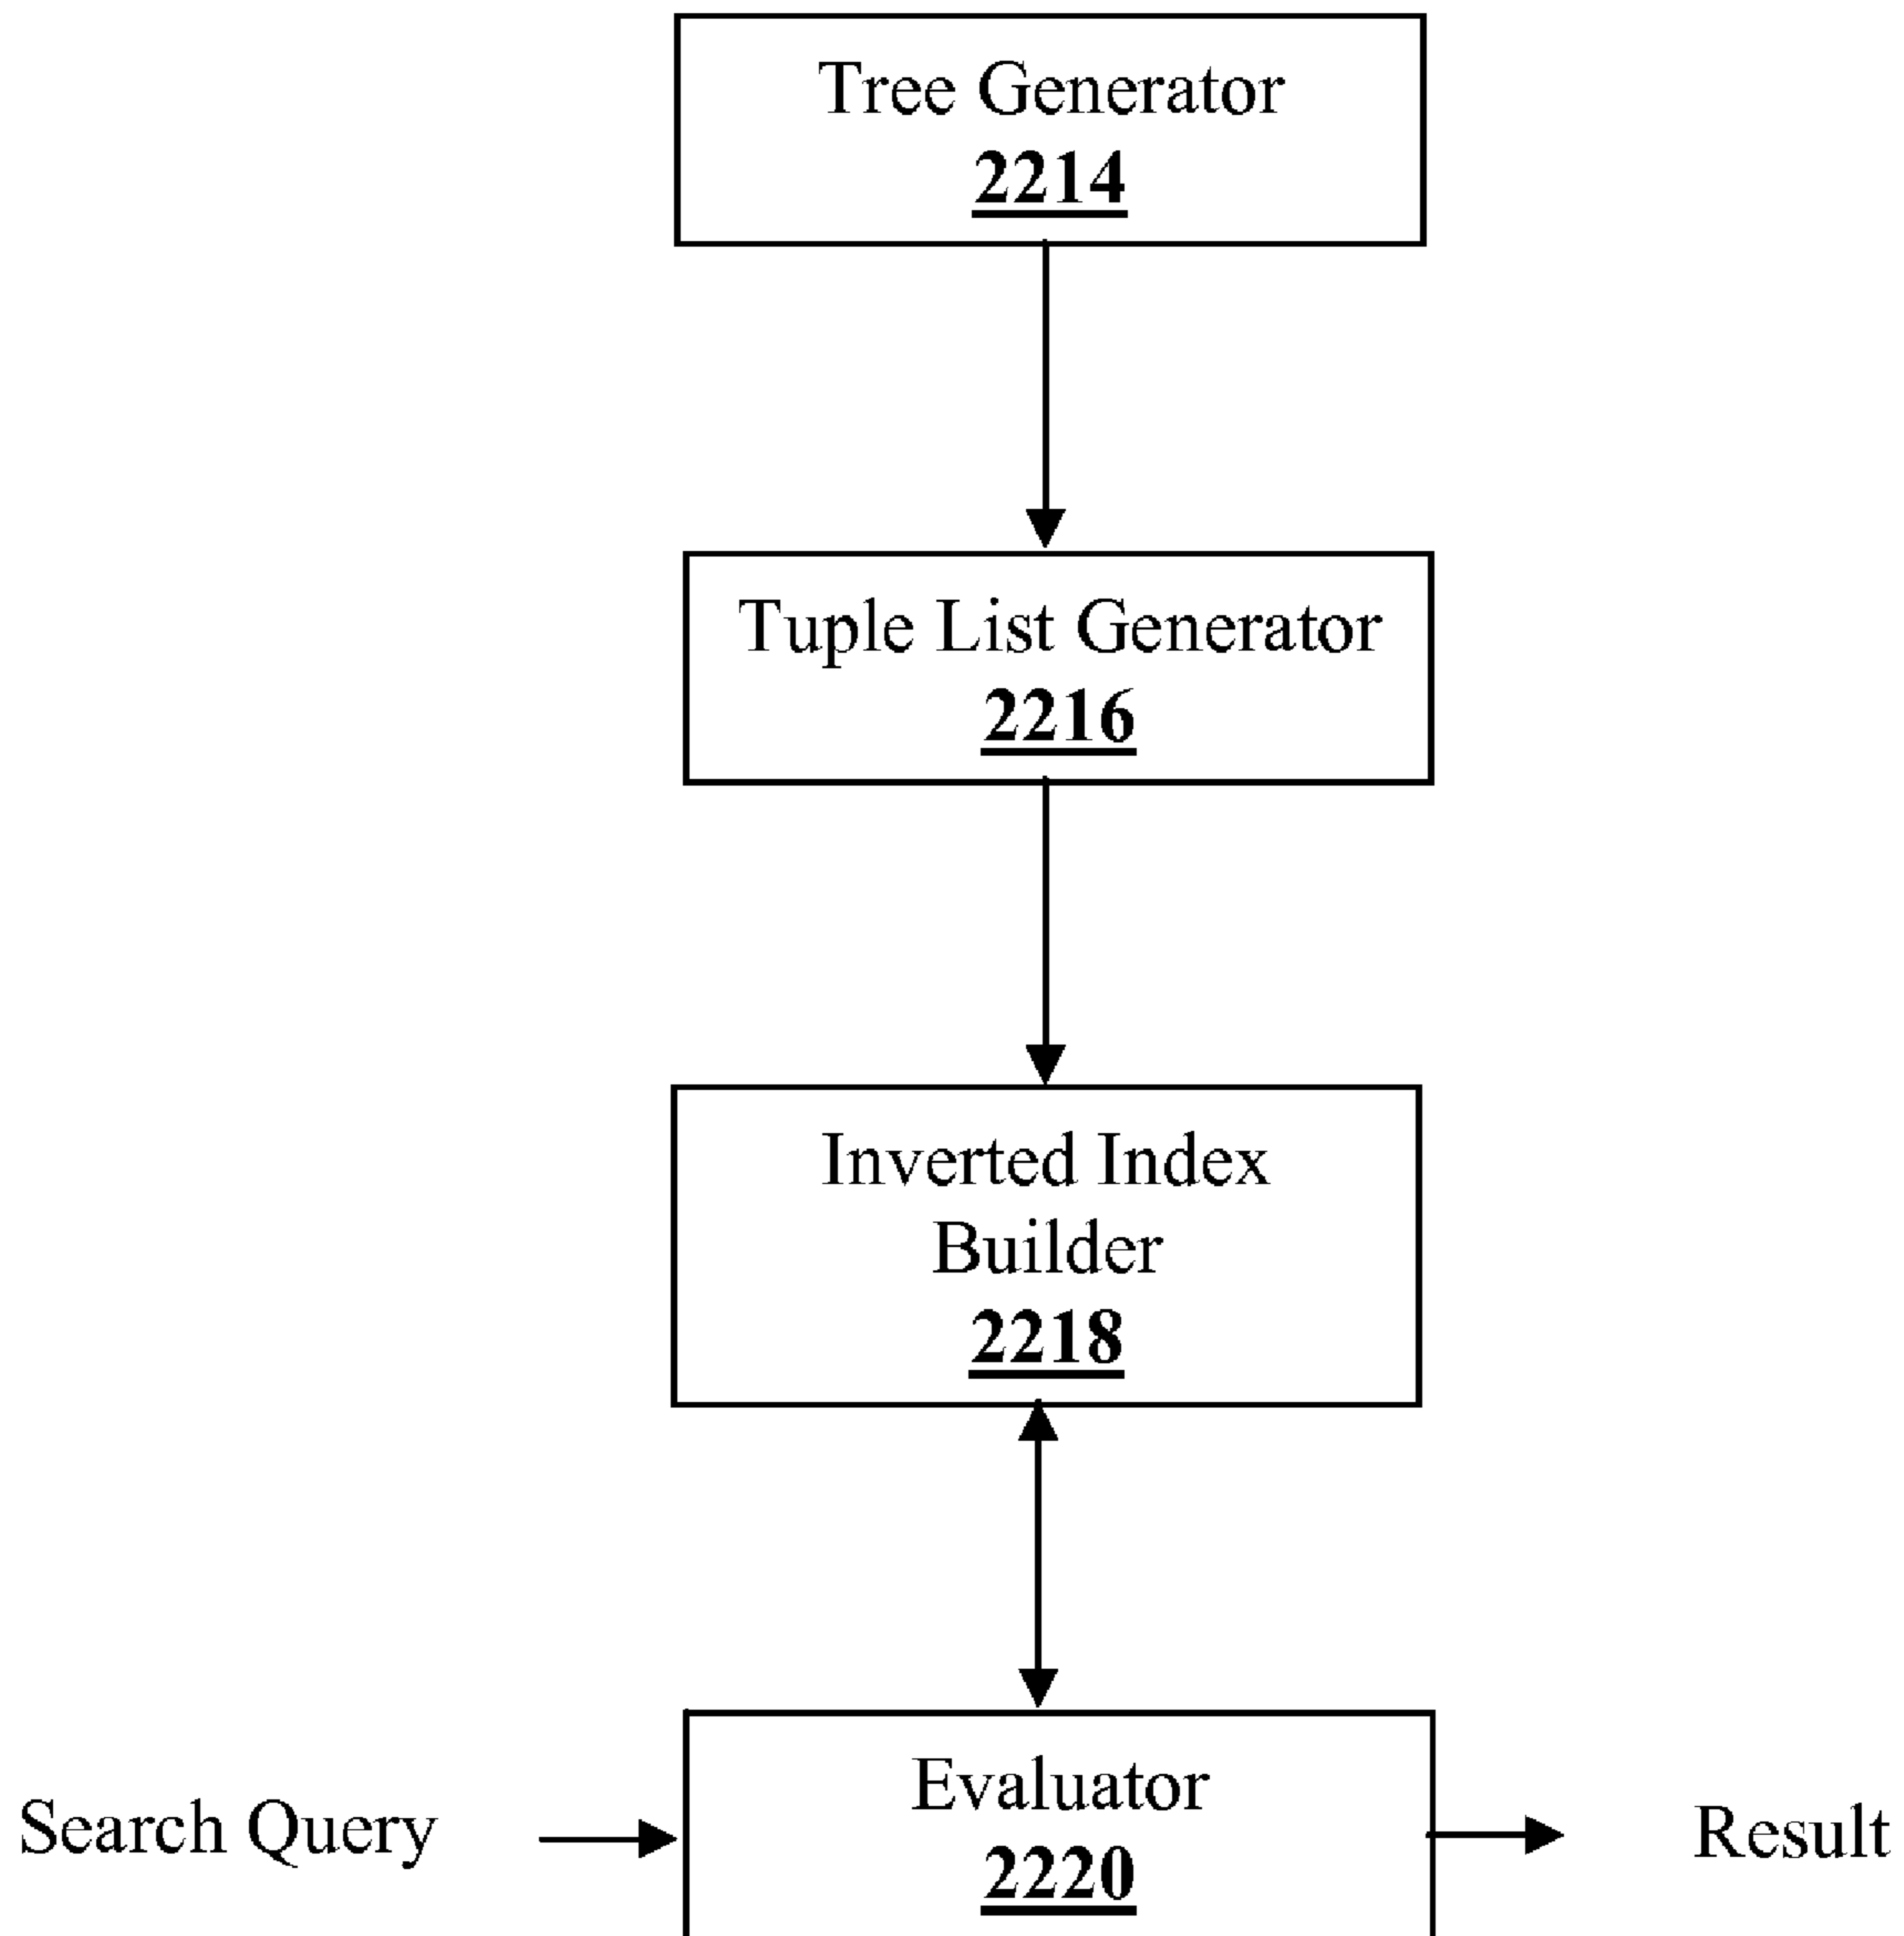 Tree Generator
2214
Tuple List Generator
2216
Inverted Index
Builder
2218
Search Query
Evaluator
2220
Result